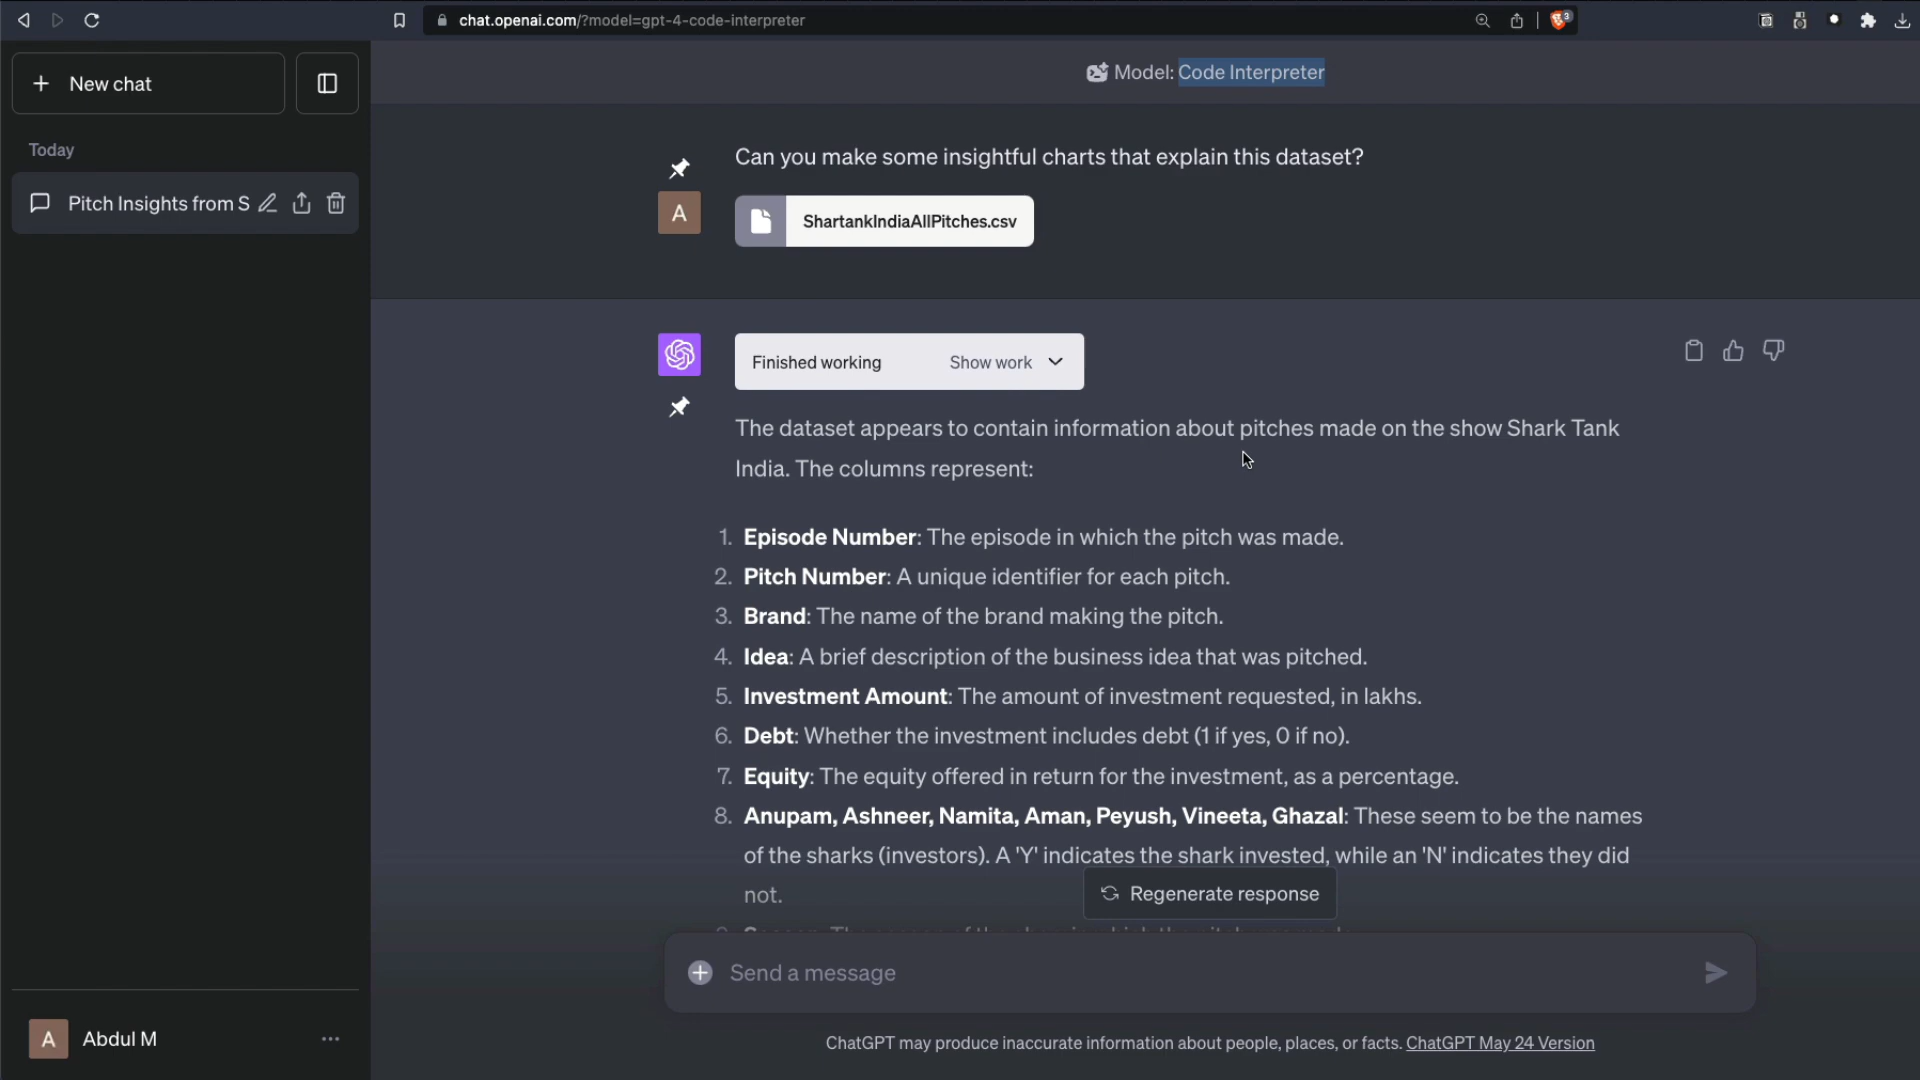 chat.openai.com/?model=gpt-4-code-interpreter
3
New chat
Today
Pitch Insights from S
Abdul M
A
Model: Code Interpreter
Can you make some insightful charts that explain this dataset?
A
ShartankIndiaAllPitches.csv
Finished working Show work
The dataset appears to contain information about pitches made on the show Shark Tank
India. The columns represent:
1. Episode Number: The episode in which the pitch was made.
2. Pitch Number: A unique identifier for each pitch.
3. Brand: The name of the brand making the pitch.
4. Idea: A brief description of the business idea that was pitched.
5. Investment Amount: The amount of investment requested, in lakhs.
6. Debt: Whether the investment includes debt (1 if yes, 0 if no).
7. Equity: The equity offered in return for the investment, as a percentage.
8. Anupam, Ashneer, Namita, Aman, Peyush, Vineeta, Ghazal: These seem to be the names
of the sharks (investors). A 'Y' indicates the shark invested, while an 'N' indicates they did
not.
Regenerate response
Send a message
ChatGPT may produce inaccurate information about people, places, or facts. ChatGPT May 24 Version